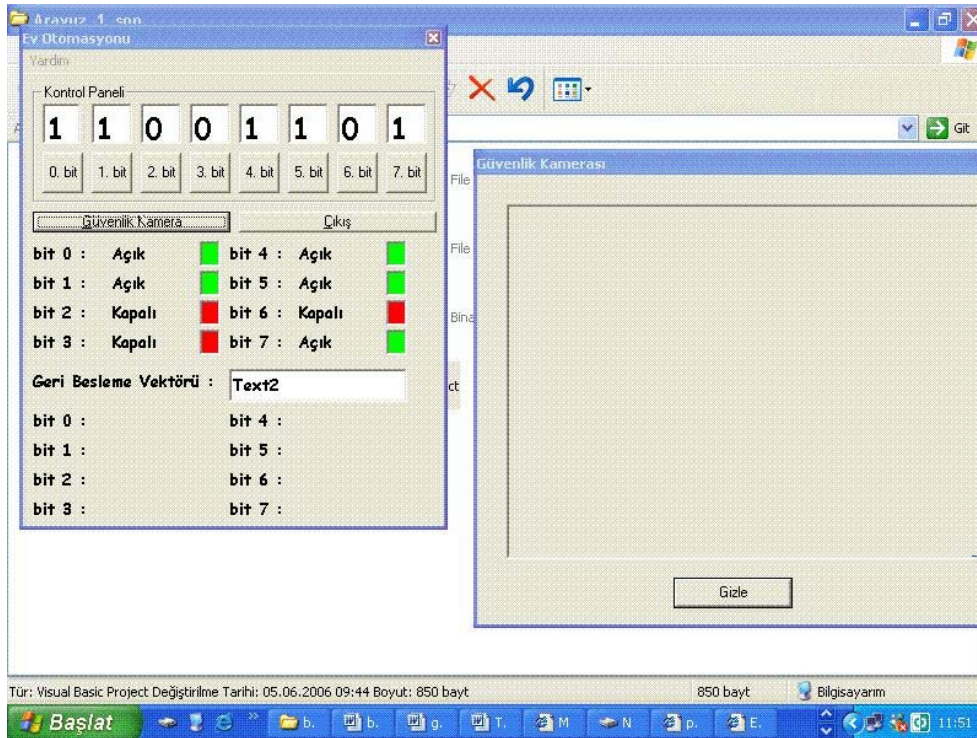 Arayuz_1_son
Ev Otomasyonu
Yardım
Kontrol Paneli
1 1 0 0 1 1 0 1
0. bit 1. bit 2. bit 3. bit 4. bit 5. bit 6. bit 7. bit
Güvenlik Kamera Çıkış
bit 0 : Açık bit 4 : Açık
bit 1 : Açık bit 5 : Açık
bit 2 : Kapalı bit 6 : Kapalı
bit 3 : Kapalı bit 7 : Açık
Geri Besleme Vektörü : Text2
bit 0 : bit 4 :
bit 1 : bit 5 :
bit 2 : bit 6 :
bit 3 : bit 7 :
Git
File
File
Bina
ct
Güvenlik Kamerası
Gizle
Tür: Visual Basic Project Değiştirilme Tarihi: 05.06.2006 09:44 Boyut: 850 bayt 850 bayt Bilgisayarım
Başlat b. b. g. T. M N p. E. 11:51